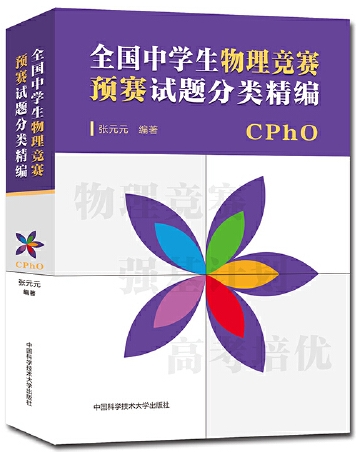 全国中学生物理竞赛
预赛试题分类精编
CPhO
张元元 编著
物理竞赛
强基计划
高考培优
中国科学技术大学出版社
全国中学生物理竞赛
预赛试题分类精编
CPhO
张元元
编著
中国科学技术大学出版社